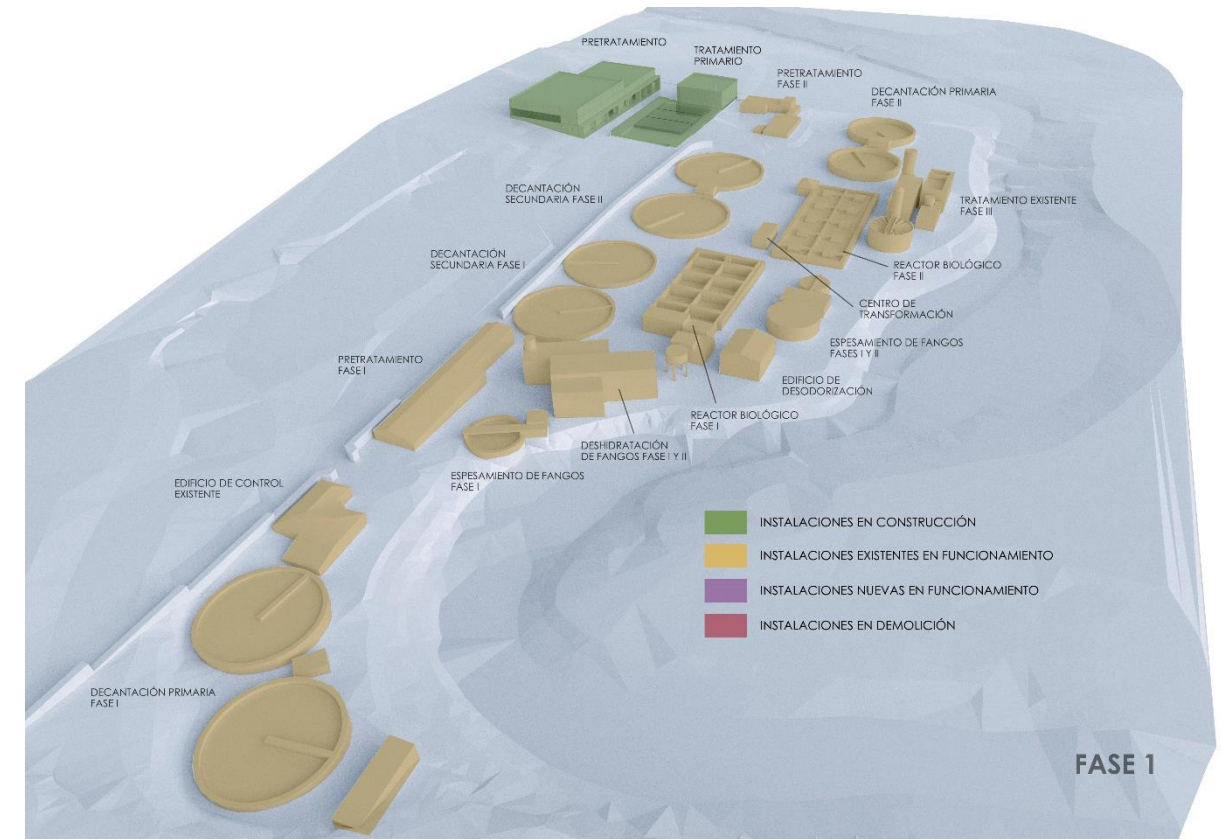 PRETRATAMIENTO
TRATAMIENTO
PRIMARIO
PRETRATAMIENTO
FASE II
DECANTACIÓN PRIMARIA
FASE II
DECANTACIÓN
SECUNDARIA FASE II
TRATAMIENTO EXISTENTE
FASE III
DECANTACIÓN
SECUNDARIA FASE I
REACTOR BIOLÓGICO
FASE II
CENTRO DE
TRANSFORMACIÓN
PRETRATAMIENTO
FASE I
ESPESAMIENTO DE FANGOS
FASES I Y II
EDIFICIO DE
DESODORIZACIÓN
REACTOR BIOLÓGICO
FASE I
DESHIDRATACIÓN
DE FANGOS FASE I Y II
ESPESAMIENTO DE FANGOS
FASE I
EDIFICIO DE CONTROL
EXISTENTE
INSTALACIONES EN CONSTRUCCIÓN
INSTALACIONES EXISTENTES EN FUNCIONAMIENTO
INSTALACIONES NUEVAS EN FUNCIONAMIENTO
INSTALACIONES EN DEMOLICIÓN
DECANTACIÓN PRIMARIA
FASE I
FASE 1